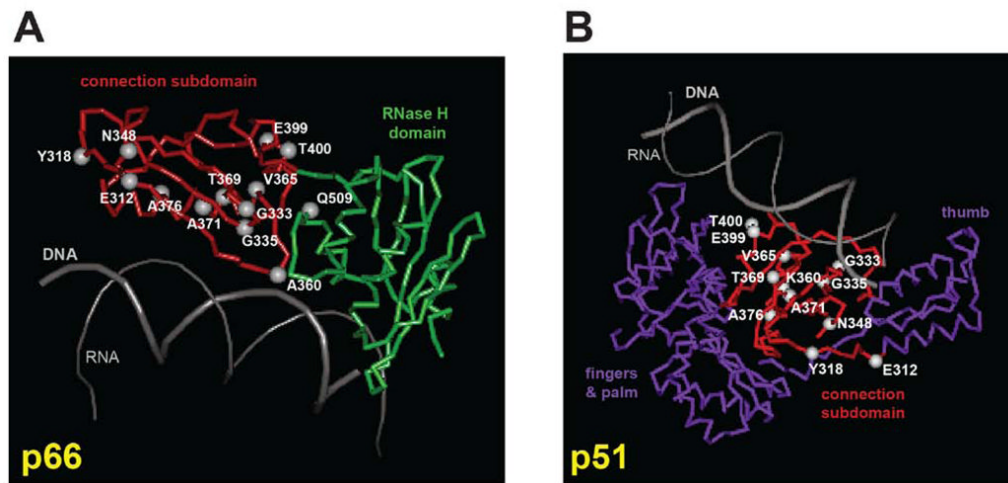 A
connection subdomain
RNase H
domain
E399
N348
T400
Y318
T369
V365
E312
Q509
A376
G333
A371
G335
DNA
A360
RNA
p66
B
DNA
RNA
thumb
T400
E399
G333
V365
T369
K360
G335
A371
A376
N348
Y318
E312
fingers
& palm
connection
subdomain
p51